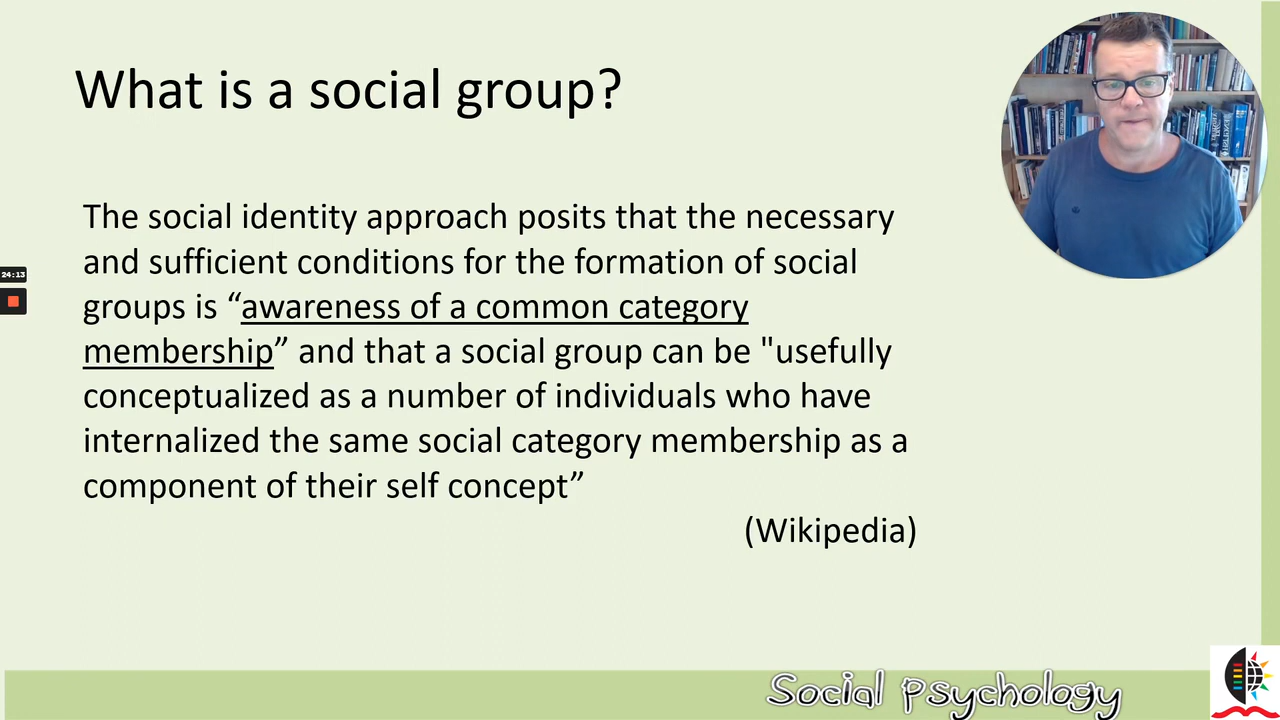 What is a social group?
The social identity approach posits that the necessary
and sufficient conditions for the formation of social
groups is “awareness of a common category
membership” and that a social group can be "usefully
conceptualized as a number of individuals who have
internalized the same social category membership as a
component of their self concept”
(Wikipedia)
24:13
Social Psychology